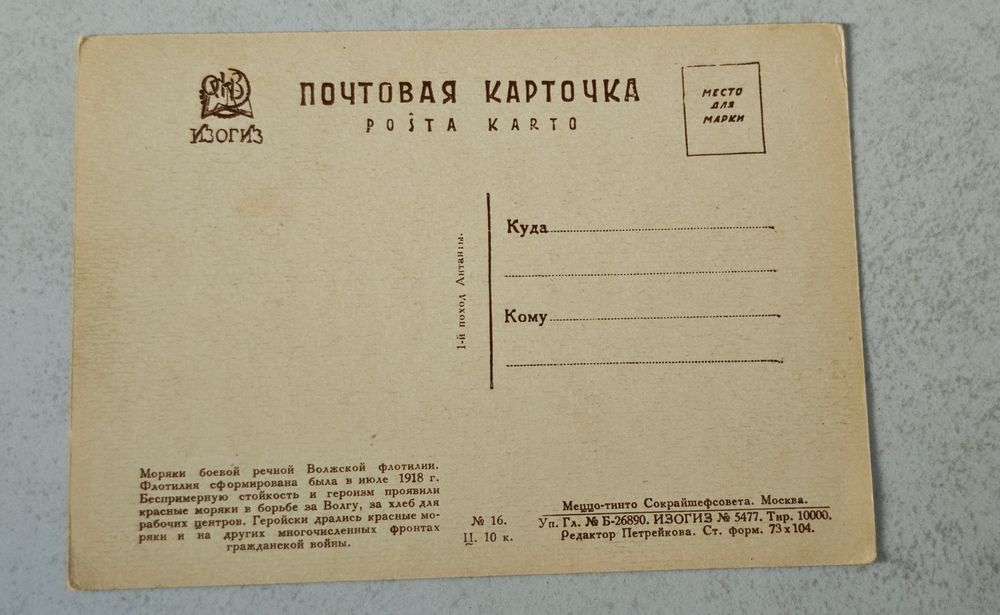 ИЗОГИЗ
ПОЧТОВАЯ КАРТОЧКА
POŜTA KARTO
МЕСТО
ДЛЯ
МАРКИ
1-й поход Антанты.
Куда
Кому
Моряки боевой речной Волжской флотилии.
Флотилия сформирована была в июле 1918 г.
Беспримерную стойкость и героизм проявили
красные моряки в борьбе за Волгу, за хлеб для
рабочих центров. Геройски дрались красные мо-
ряки и на других многочисленных фронтах
гражданской войны.
№ 16.
Ц. 10 к.
Меццо-тинто Сокрайшефсовета. Москва.
Уп. Гл. № Б-26890. ИЗОГИЗ № 5477. Тир. 10000.
Редактор Петрейкова. Ст. форм. 73 x 104.